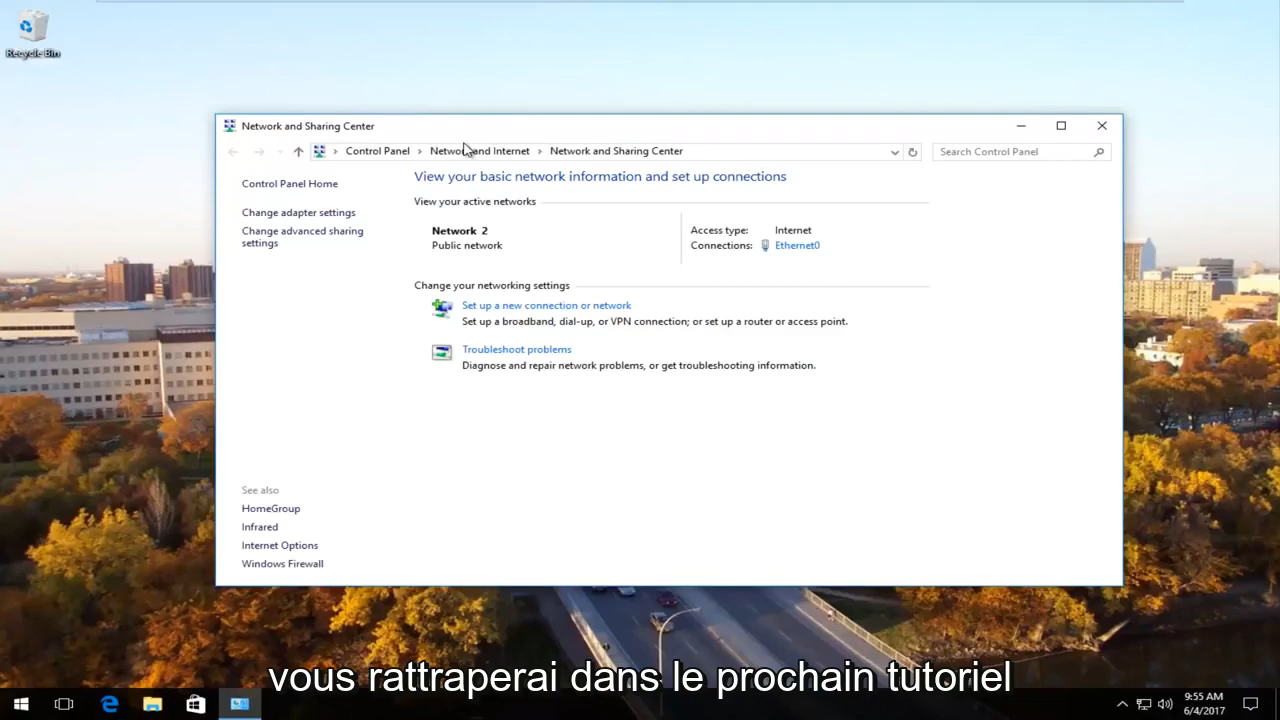 Recycle Bin
Network and Sharing Center
Control Panel > Network and Internet > Network and Sharing Center
Search Control Panel
Control Panel Home
Change adapter settings
Change advanced sharing
settings
View your basic network information and set up connections
View your active networks
Network 2
Public network
Access type: Internet
Connections: Ethernet0
Change your networking settings
Set up a new connection or network
Set up a broadband, dial-up, or VPN connection; or set up a router or access point.
Troubleshoot problems
Diagnose and repair network problems, or get troubleshooting information.
See also
HomeGroup
Infrared
Internet Options
Windows Firewall
vous rattraperai dans le prochain tutoriel
9:55 AM
6/4/2017